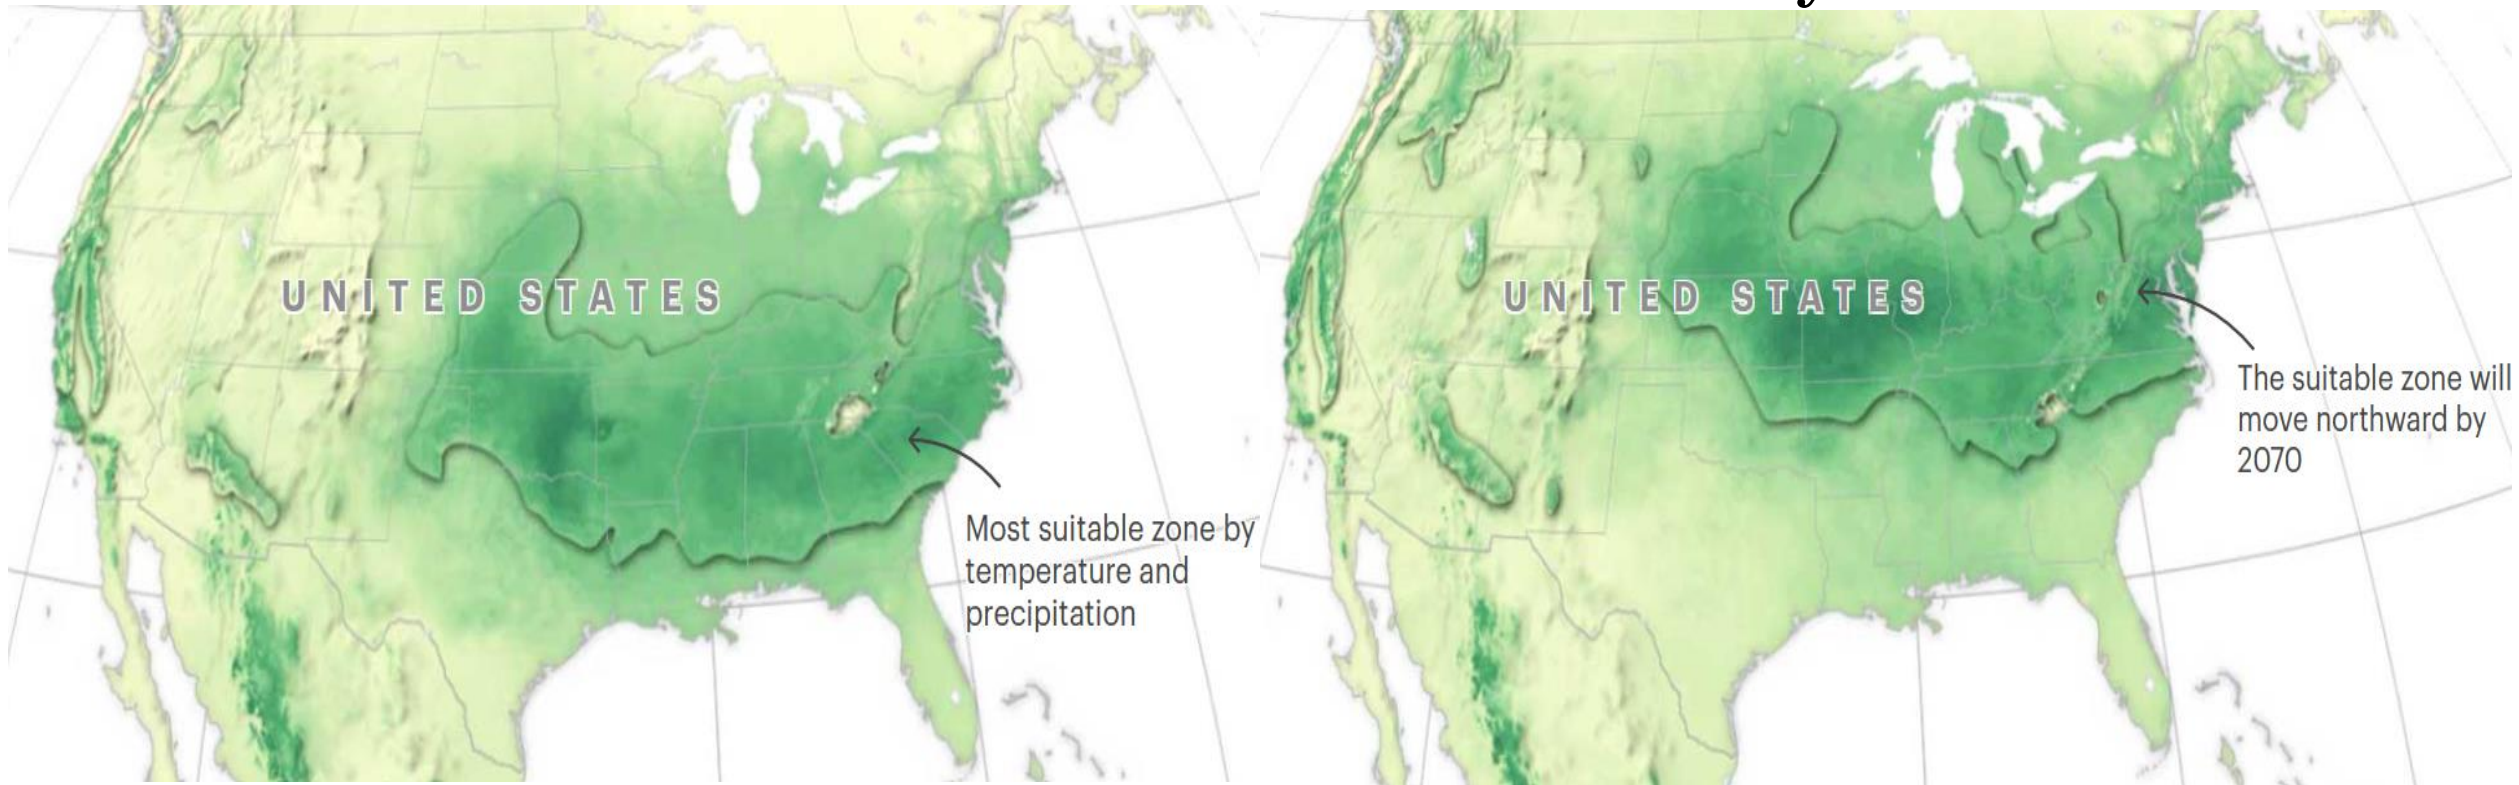 UNITED STATES
Most suitable zone by
temperature and
precipitation
UNITED STATES
The suitable zone will
move northward by
2070